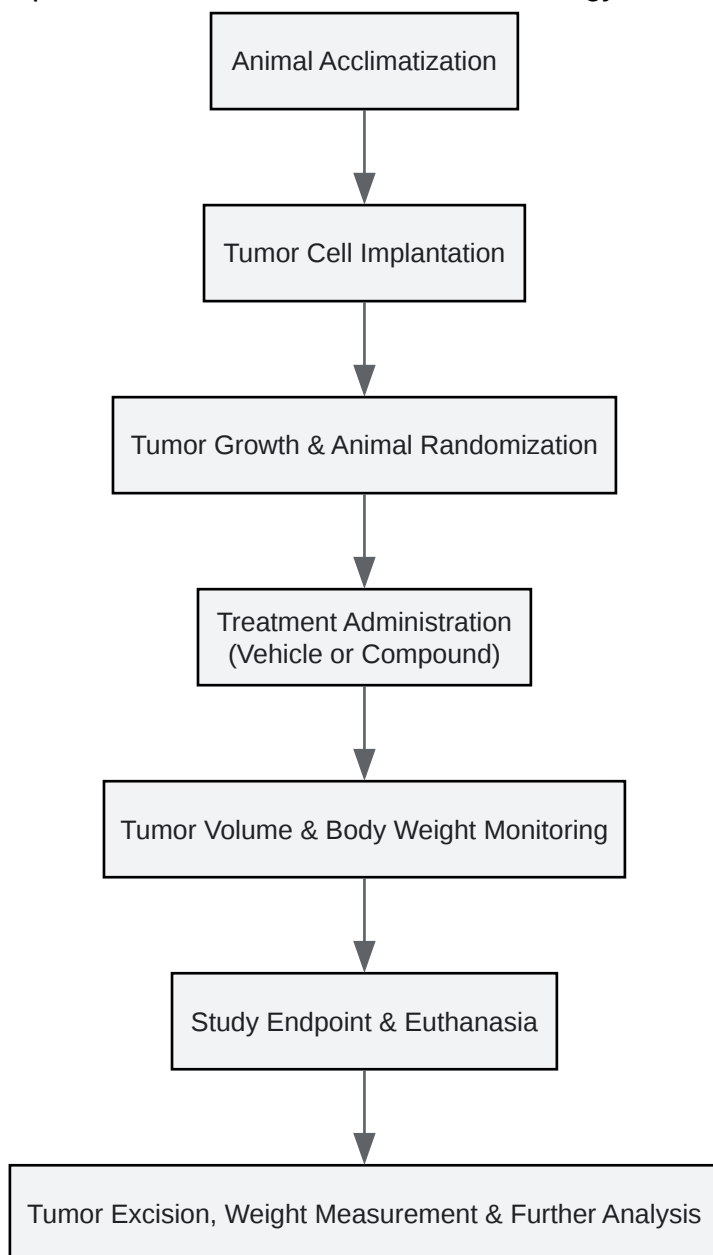 Animal Acclimatization
Tumor Cell Implantation
Tumor Growth & Animal Randomization
Treatment Administration
(Vehicle or Compound)
Tumor Volume & Body Weight Monitoring
Study Endpoint & Euthanasia
Tumor Excision, Weight Measurement & Further Analysis